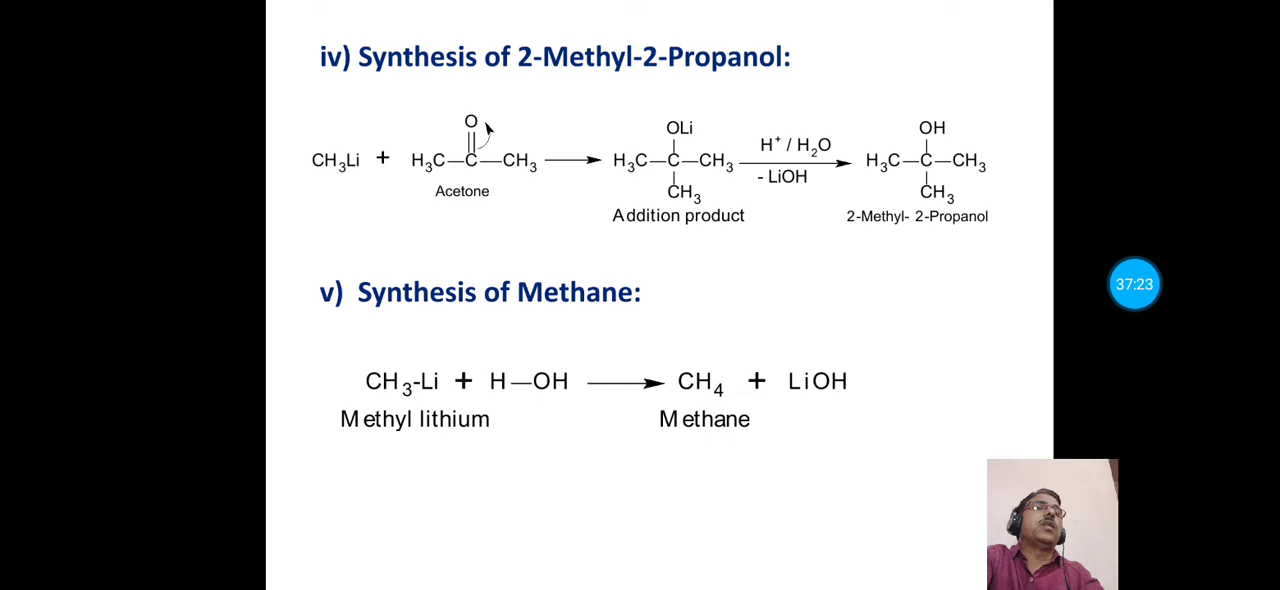 iv) Synthesis of 2-Methyl-2-Propanol:
O OLi OH
H⁺ / H₂O
CH₃Li + H₃C—C—CH₃ H₃C—C—CH₃ H₃C—C—CH₃
- LiOH
Acetone CH₃ CH₃
Addition product 2-Methyl- 2-Propanol
37:23
v) Synthesis of Methane:
CH₃-Li + H—OH CH₄ + LiOH
Methyl lithium Methane